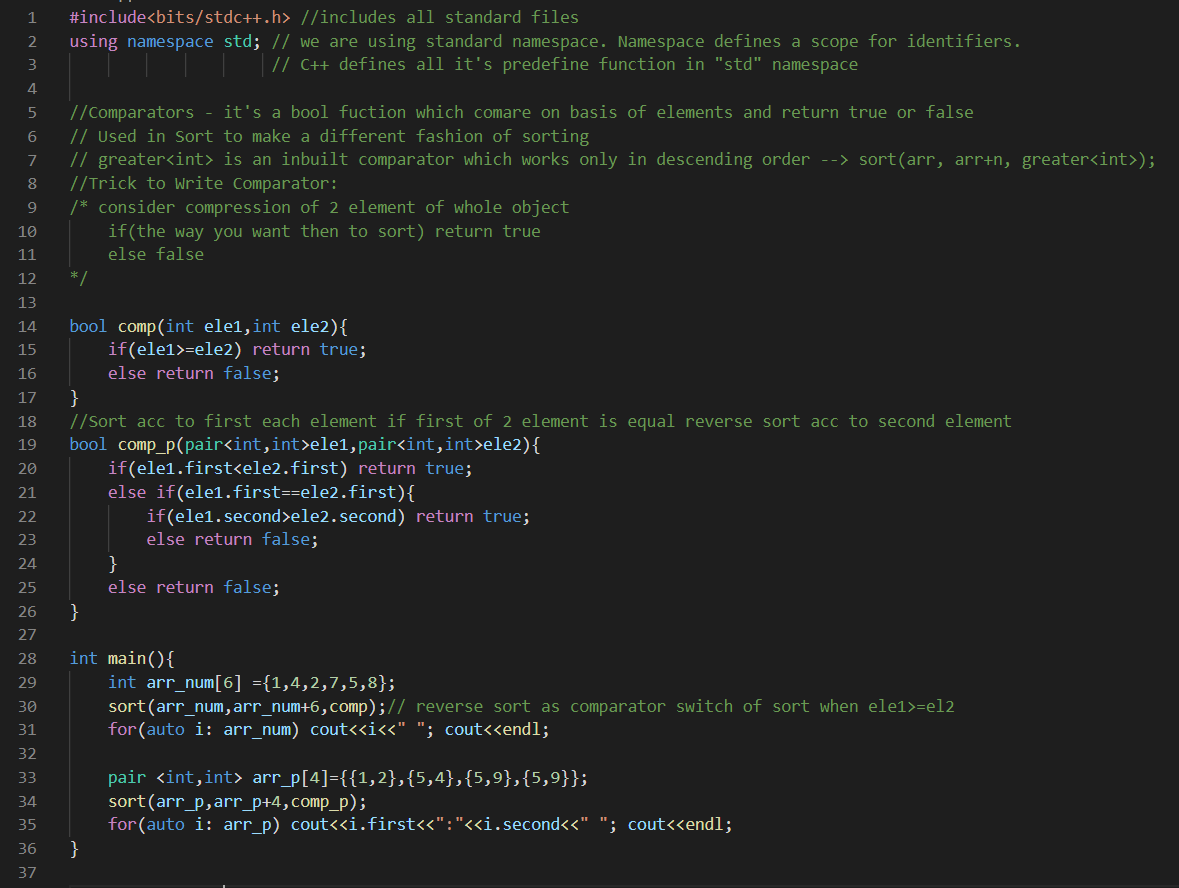 1 #include<bits/stdc++.h> //includes all standard files
2 using namespace std; // we are using standard namespace. Namespace defines a scope for identifiers.
3 // C++ defines all it's predefine function in "std" namespace
4
5 //Comparators - it's a bool fuction which comare on basis of elements and return true or false
6 // Used in Sort to make a different fashion of sorting
7 // greater<int> is an inbuilt comparator which works only in descending order --> sort(arr, arr+n, greater<int>);
8 //Trick to Write Comparator:
9 /* consider compression of 2 element of whole object
10 if(the way you want then to sort) return true
11 else false
12 */
13
14 bool comp(int ele1,int ele2){
15 if(ele1>=ele2) return true;
16 else return false;
17 }
18 //Sort acc to first each element if first of 2 element is equal reverse sort acc to second element
19 bool comp_p(pair<int,int>ele1,pair<int,int>ele2){
20 if(ele1.first<ele2.first) return true;
21 else if(ele1.first==ele2.first){
22 if(ele1.second>ele2.second) return true;
23 else return false;
24 }
25 else return false;
26 }
27
28 int main(){
29 int arr_num[6] ={1,4,2,7,5,8};
30 sort(arr_num,arr_num+6,comp);// reverse sort as comparator switch of sort when ele1>=el2
31 for(auto i: arr_num) cout<<i<<" "; cout<<endl;
32
33 pair <int,int> arr_p[4]={{1,2},{5,4},{5,9},{5,9}};
34 sort(arr_p,arr_p+4,comp_p);
35 for(auto i: arr_p) cout<<i.first<<":"<<i.second<<" "; cout<<endl;
36 }
37